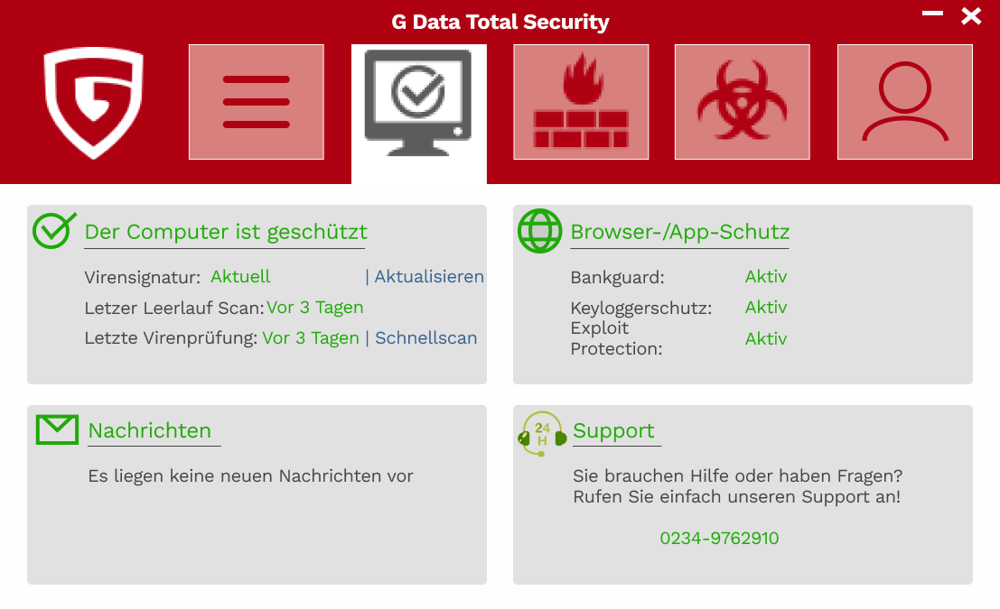 G Data Total Security
Der Computer ist geschützt
Virensignatur: Aktuell | Aktualisieren
Letzer Leerlauf Scan: Vor 3 Tagen
Letzte Virenprüfung: Vor 3 Tagen | Schnellscan
Browser-/App-Schutz
Bankguard: Aktiv
Keyloggerschutz: Aktiv
Exploit
Protection: Aktiv
Nachrichten
Es liegen keine neuen Nachrichten vor
24
H
Support
Sie brauchen Hilfe oder haben Fragen?
Rufen Sie einfach unseren Support an!
0234-9762910